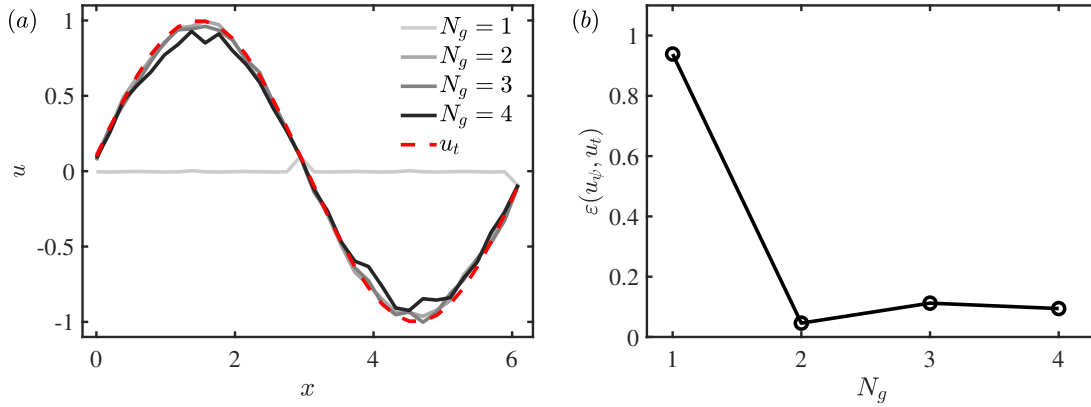 (a)
1
0.5
0
-0.5
-1
u
0 2 4 6
x
N_g = 1
N_g = 2
N_g = 3
N_g = 4
u_t
(b)
1
0.8
0.6
0.4
0.2
0
ε(u_ψ, u_t)
1 2 3 4
N_g